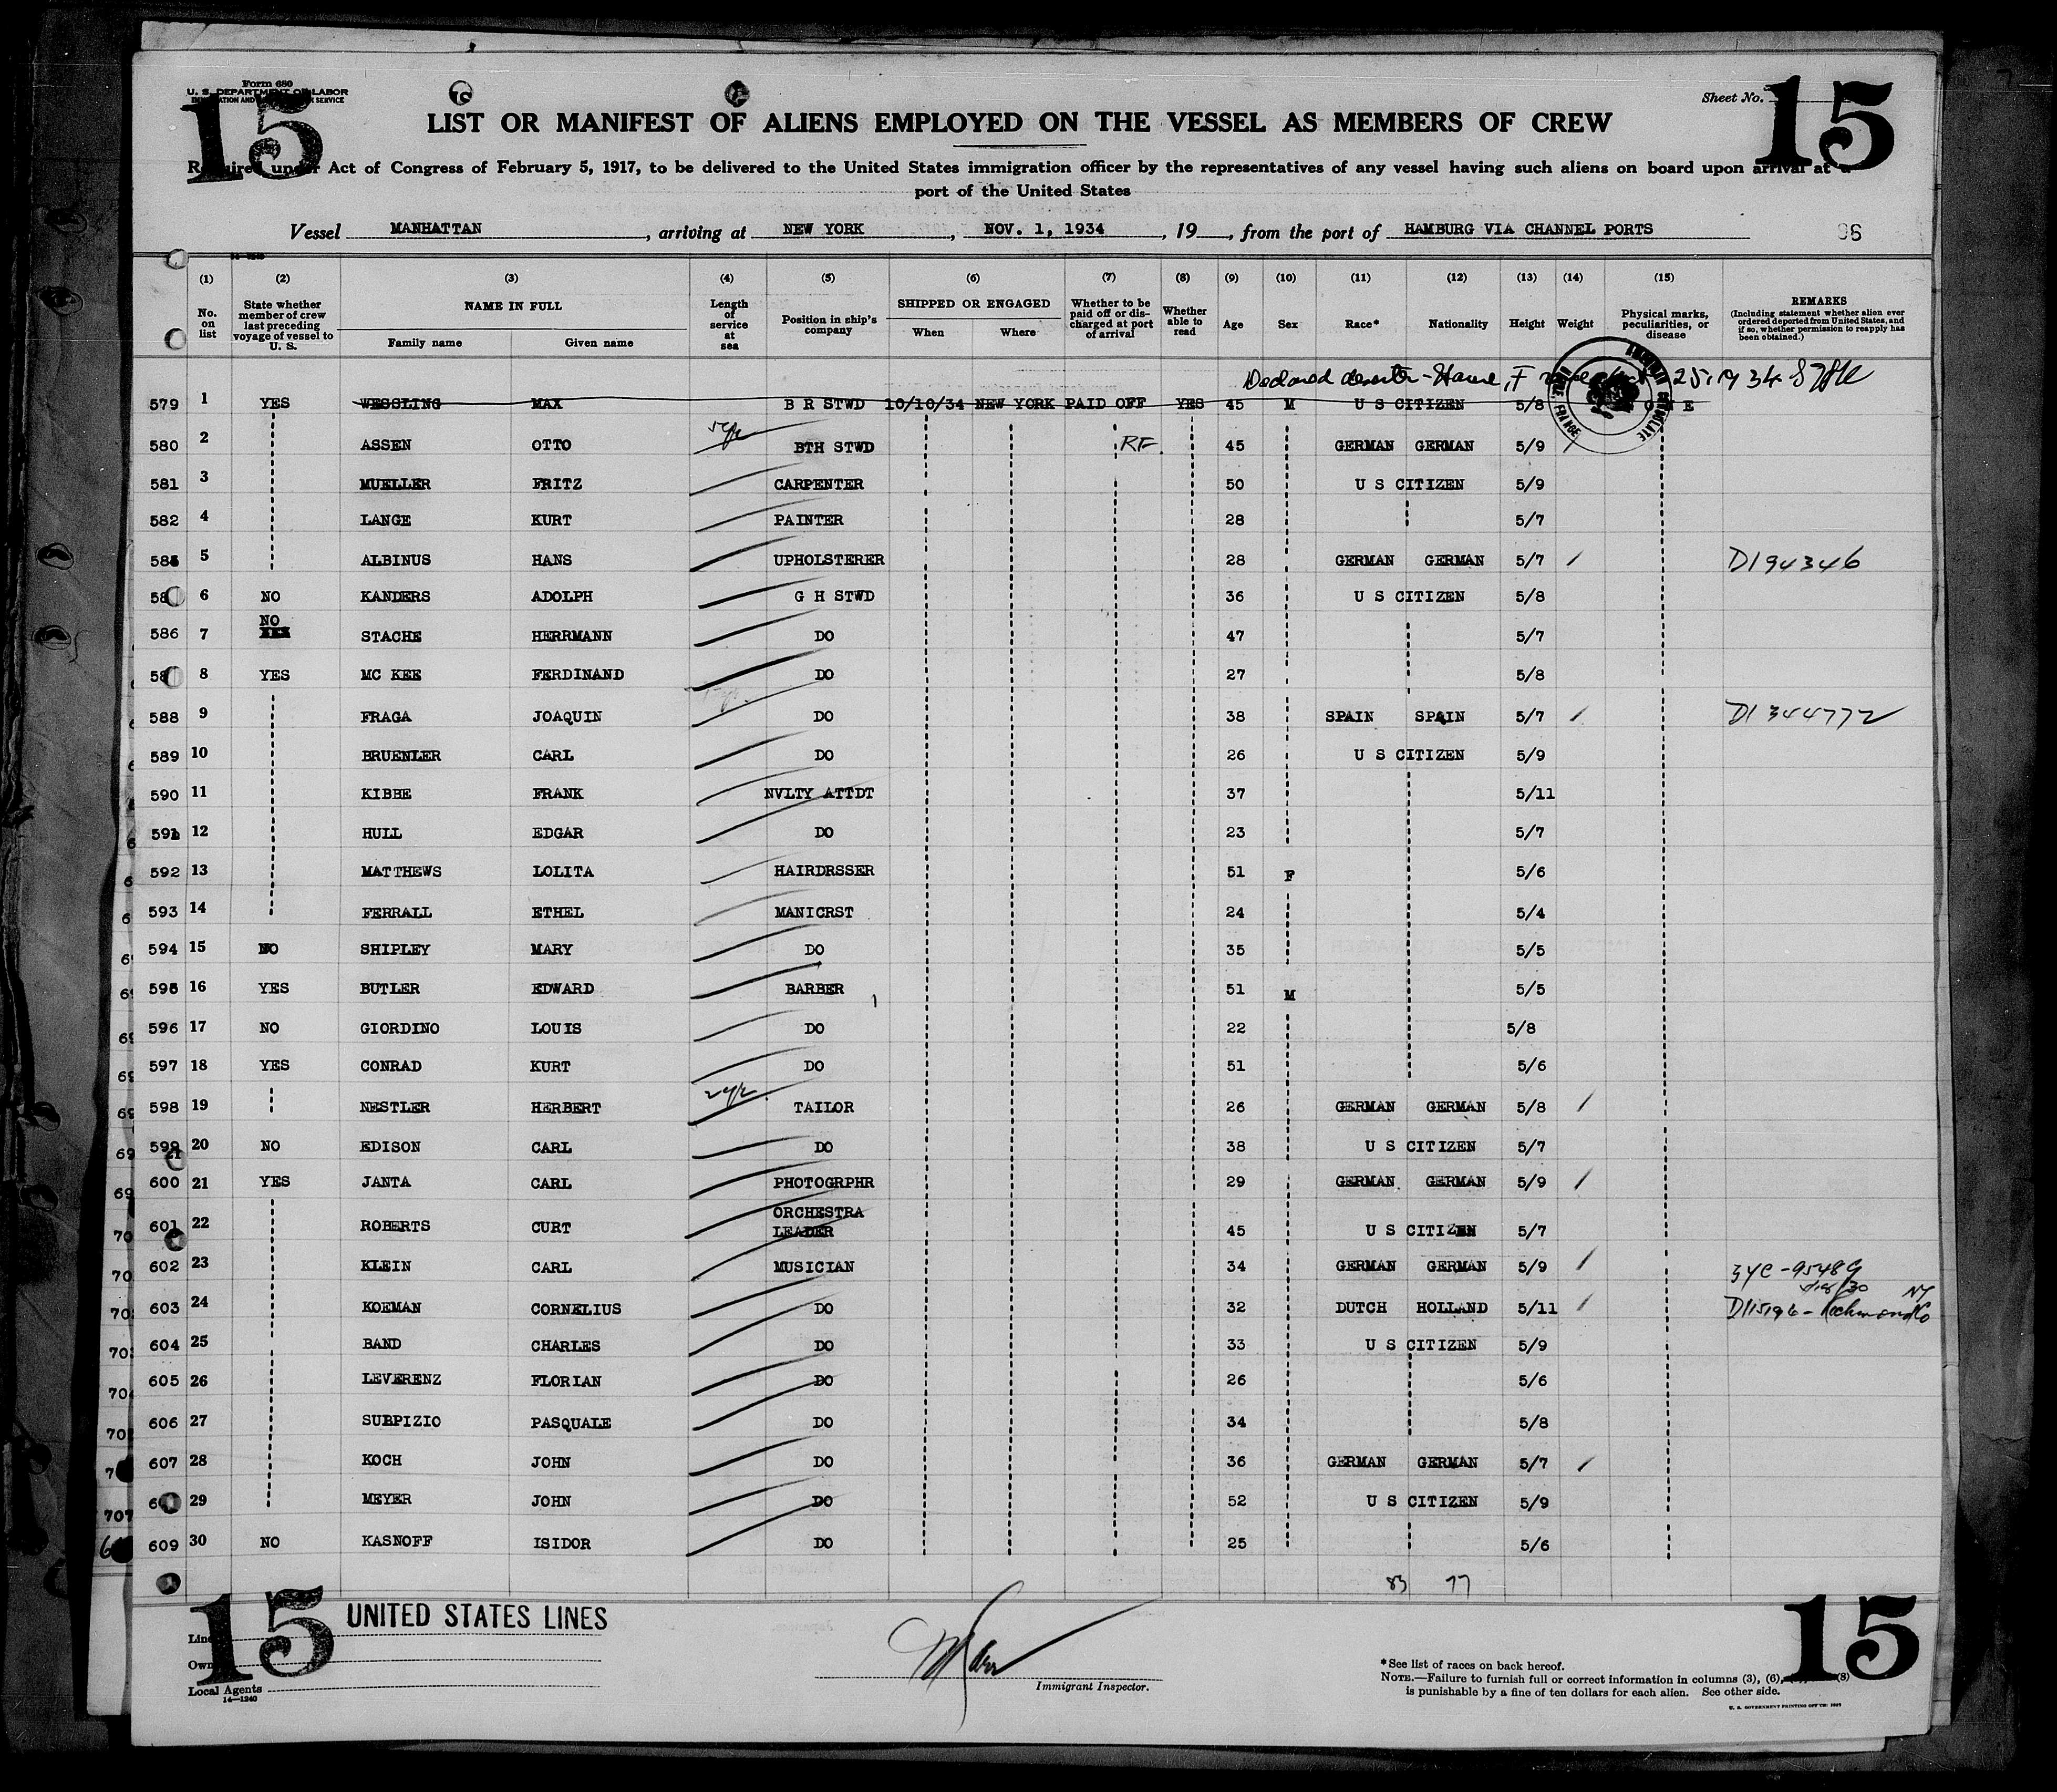 Form 680
U. S. DEPARTMENT OF LABOR
15
15
Sheet No.
LIST OR MANIFEST OF ALIENS EMPLOYED ON THE VESSEL AS MEMBERS OF CREW
Required under Act of Congress of February 5, 1917, to be delivered to the United States immigration officer by the representatives of any vessel having such aliens on board upon arrival at a
port of the United States
Vessel MANHATTAN, arriving at NEW YORK, NOV. 1, 1934, 19, from the port of HAMBURG VIA CHANNEL PORTS
(1) (2) (3) (4) (5) (6) (7) (8) (9) (10) (11) (12) (13) (14) (15)
No. on list State whether member of crew last preceding voyage of vessel to U. S. NAME IN FULL Family name Given name Length of service at sea Position in ship's company SHIPPED OR ENGAGED When Where Whether to be paid off or discharged at port of arrival Whether able to read Age Sex Race* Nationality Height Weight Physical marks, peculiarities, or disease REMARKS (Including statement whether alien ever ordered deported from United States, and if so, whether permission to reapply has been obtained.)
579 1 YES WESSLING MAX B R STWD 10/10/34 NEW YORK PAID OFF YES 45 M U S CITIZEN 5/8
580 2 ASSEN OTTO BTH STWD RF. 45 GERMAN GERMAN 5/9
581 3 MUELLER FRITZ CARPENTER 50 U S CITIZEN 5/9
582 4 LANGE KURT PAINTER 28 5/7
5 ALBINUS HANS UPHOLSTERER 28 GERMAN GERMAN 5/7 D194346
6 NO KANDERS ADOLPH G H STWD 36 U S CITIZEN 5/8
586 7 NO STACHE HERRMANN DO 47 5/7
8 YES MC KEE FERDINAND DO 27 5/8
588 9 FRAGA JOAQUIN DO 38 SPAIN SPAIN 5/7 D1344772
589 10 BRUENLER CARL DO 26 U S CITIZEN 5/9
590 11 KIBBE FRANK NVLTY ATTDT 37 5/11
591 12 HULL EDGAR DO 23 5/7
592 13 MATTHEWS LOLITA HAIRDRSSER 51 F 5/6
593 14 FERRALL ETHEL MANICRST 24 5/4
594 15 NO SHIPLEY MARY DO 35 5/5
595 16 YES BUTLER EDWARD BARBER 51 M 5/5
596 17 NO GIORDINO LOUIS DO 22 5/8
597 18 YES CONRAD KURT DO 51 5/6
598 19 NESTLER HERBERT TAILOR 26 GERMAN GERMAN 5/8
599 20 NO EDISON CARL DO 38 U S CITIZEN 5/7
600 21 YES JANTA CARL PHOTOGRPHR 29 GERMAN GERMAN 5/9
601 22 ROBERTS CURT ORCHESTRA LEADER 45 U S CITIZEN 5/7
602 23 KLEIN CARL MUSICIAN 34 GERMAN GERMAN 5/9
603 24 KOEMAN CORNELIUS DO 32 DUTCH HOLLAND 5/11
604 25 BAND CHARLES DO 33 U S CITIZEN 5/9
605 26 LEVERENZ FLORIAN DO 26 5/6
606 27 SUBPIZIO PASQUALE DO 34 5/8
607 28 KOCH JOHN DO 36 GERMAN GERMAN 5/7
29 MEYER JOHN DO 52 U S CITIZEN 5/9
609 30 NO KASNOFF ISIDOR DO 25 5/6
83 77
15
UNITED STATES LINES
15
Local Agents
14—1240
Immigrant Inspector.
*See list of races on back hereof.
NOTE.—Failure to furnish full or correct information in columns (3), (6), (8)
is punishable by a fine of ten dollars for each alien. See other side.